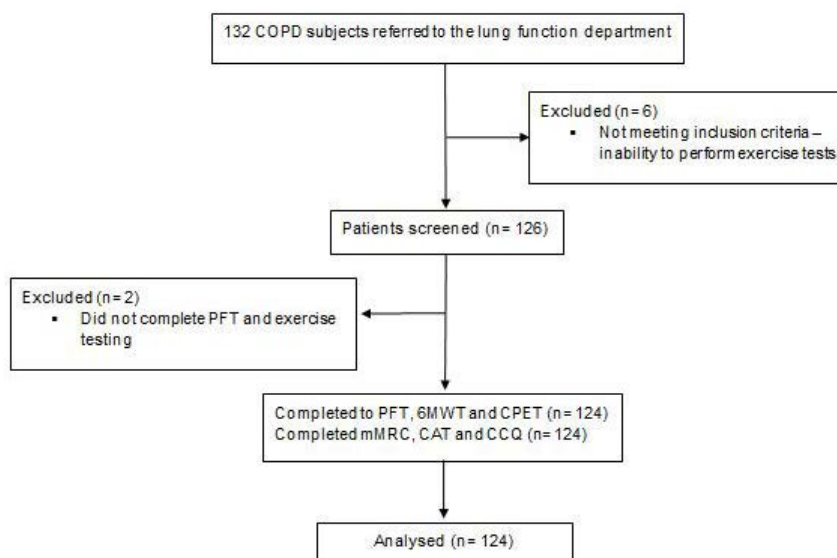 132 COPD subjects referred to the lung function department
Excluded (n= 6)
▪ Not meeting inclusion criteria –
inability to perform exercise tests
Patients screened (n= 126)
Excluded (n= 2)
▪ Did not complete PFT and exercise
testing
Completed to PFT, 6MWT and CPET (n= 124)
Completed mMRC, CAT and CCQ (n= 124)
Analysed (n= 124)